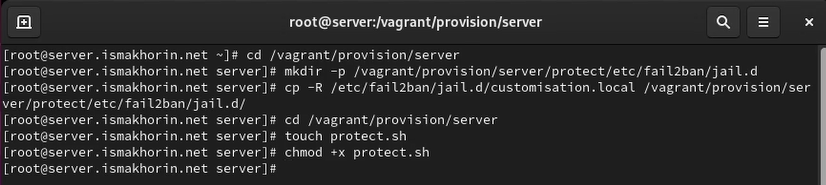 root@server:/vagrant/provision/server
[root@server.ismakhorin.net ~]# cd /vagrant/provision/server
[root@server.ismakhorin.net server]# mkdir -p /vagrant/provision/server/protect/etc/fail2ban/jail.d
[root@server.ismakhorin.net server]# cp -R /etc/fail2ban/jail.d/customisation.local /vagrant/provision/ser
ver/protect/etc/fail2ban/jail.d/
[root@server.ismakhorin.net server]# cd /vagrant/provision/server
[root@server.ismakhorin.net server]# touch protect.sh
[root@server.ismakhorin.net server]# chmod +x protect.sh
[root@server.ismakhorin.net server]#